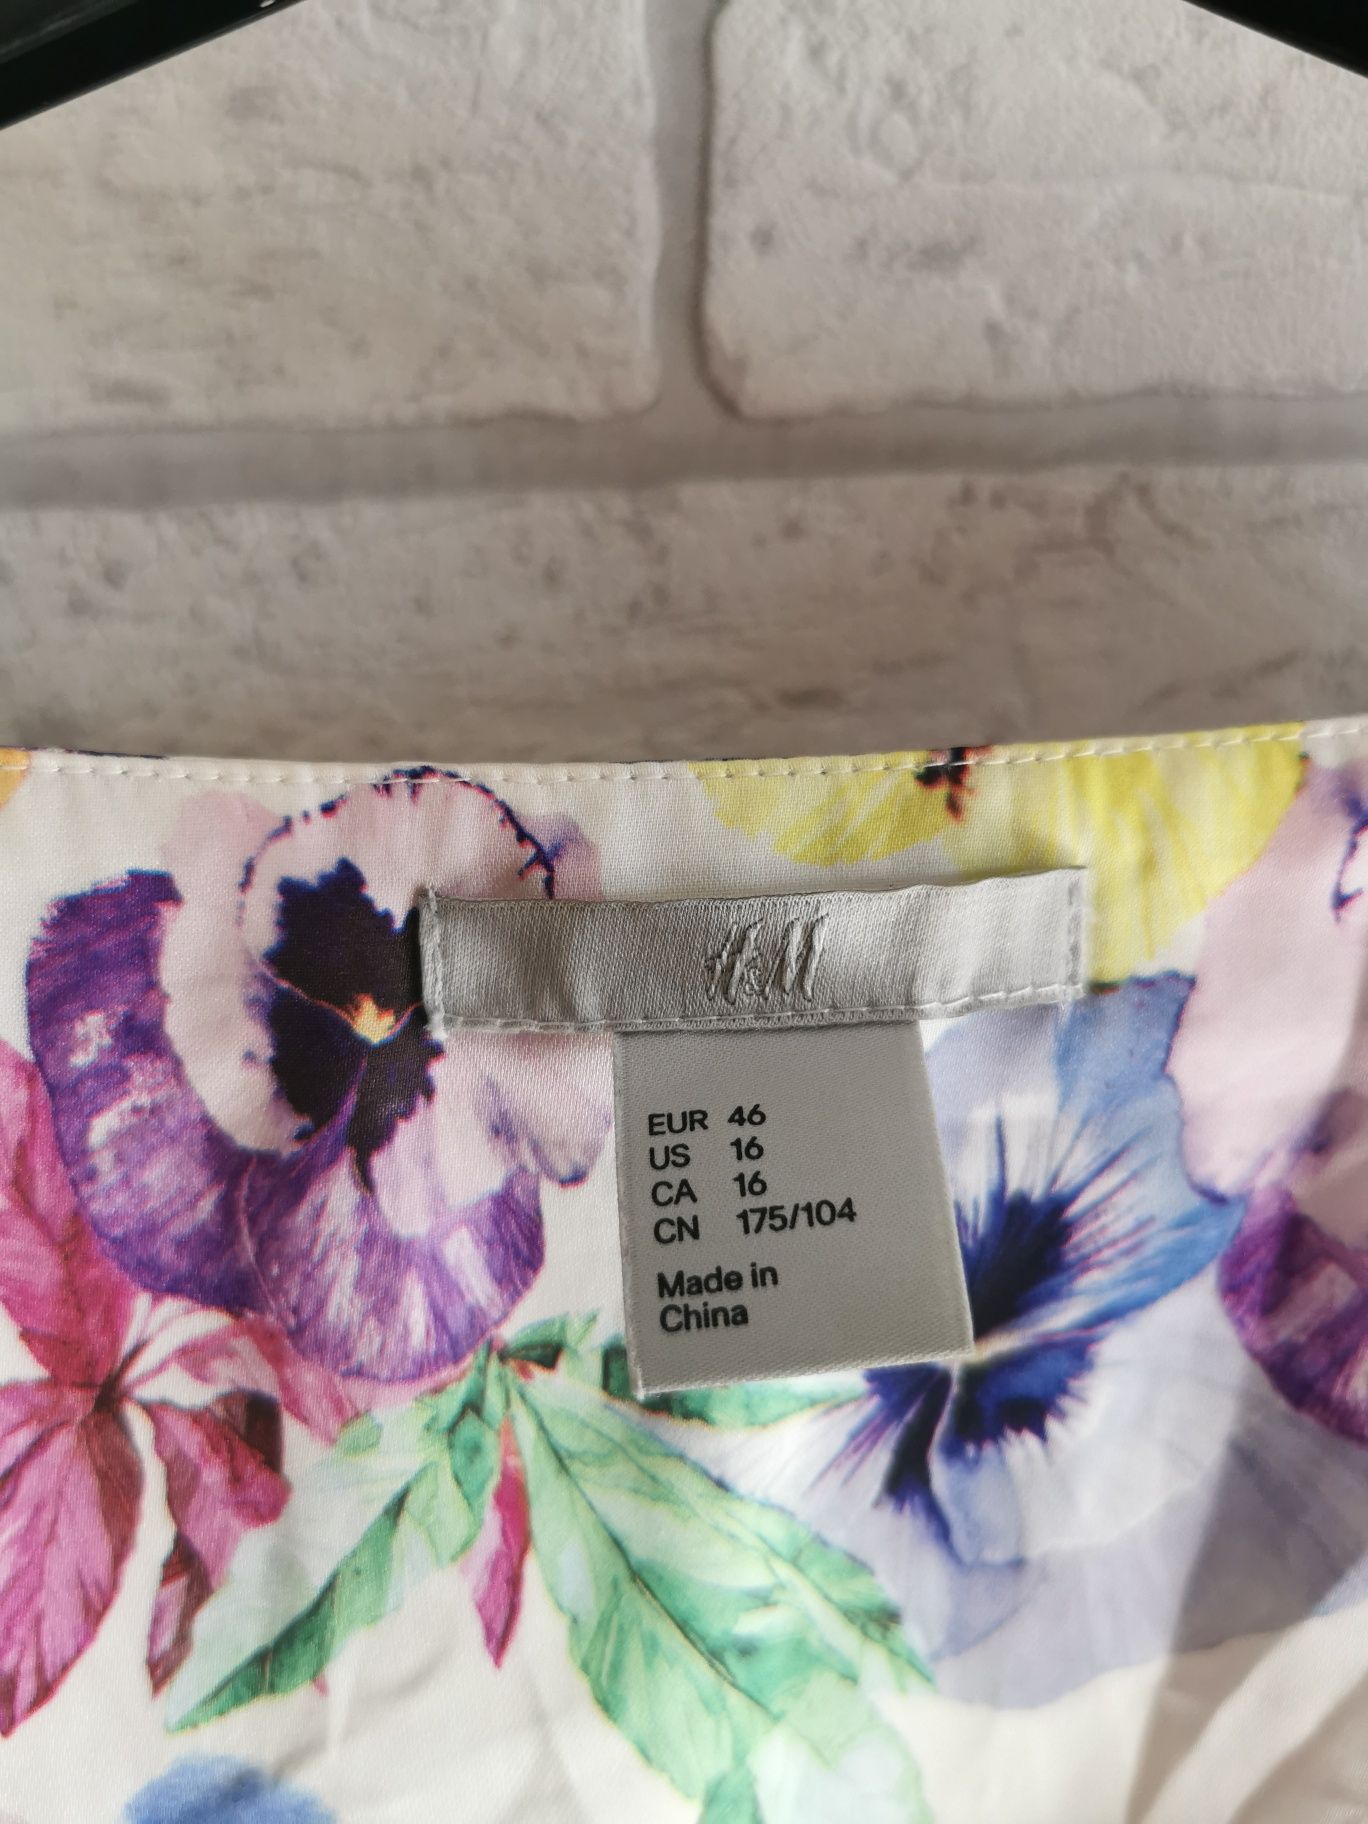 H&M
EUR 46
US 16
CA 16
CN 175/104
Made in
China